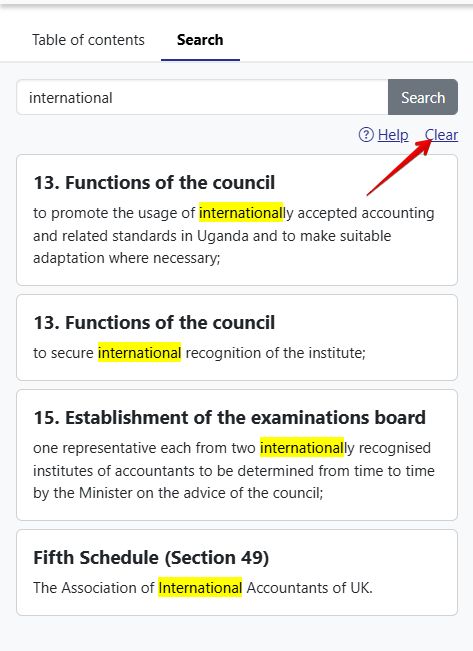 Table of contents Search
international Search
Help Clear
13. Functions of the council
to promote the usage of internationally accepted accounting
and related standards in Uganda and to make suitable
adaptation where necessary;
13. Functions of the council
to secure international recognition of the institute;
15. Establishment of the examinations board
one representative each from two internationally recognised
institutes of accountants to be determined from time to time
by the Minister on the advice of the council;
Fifth Schedule (Section 49)
The Association of International Accountants of UK.